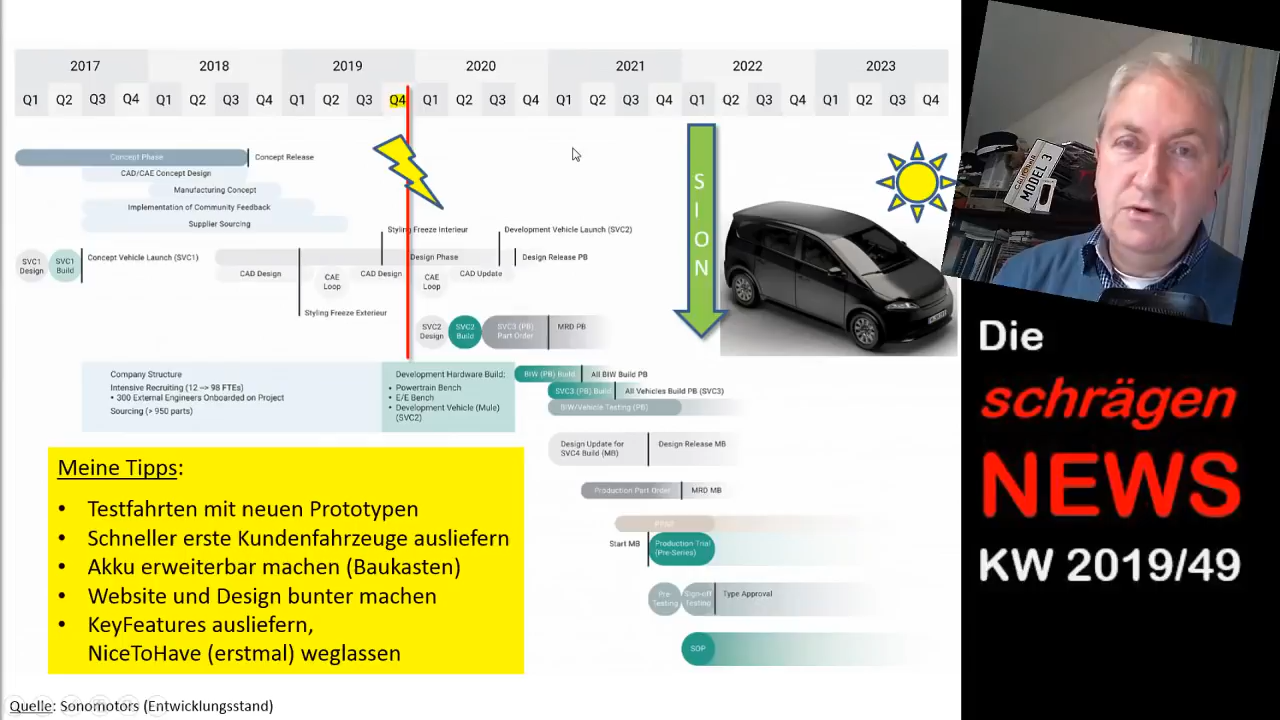 2017 2018 2019 2020 2021 2022 2023
Q1 Q2 Q3 Q4 Q1 Q2 Q3 Q4 Q1 Q2 Q3 Q4 Q1 Q2 Q3 Q4 Q1 Q2 Q3 Q4 Q1 Q2 Q3 Q4 Q1 Q2 Q3 Q4
Concept Phase
Concept Release
CAD/CAE Concept Design
Manufacturing Concept
Implementation of Community Feedback
Supplier Sourcing
Styling Freeze Interieur
Development Vehicle Launch (SVC2)
SVC1
Design
SVC1
Build
Concept Vehicle Launch (SVC1)
Design Phase
Design Release PB
CAD Design
CAE
Loop
CAD Design
CAE
Loop
CAD Update
Styling Freeze Exterieur
SVC2
Design
SVC2
Build
SVC3 (PB)
Part Order
MRD PB
Company Structure
Intensive Recruiting (12 --> 98 FTEs)
• 300 External Engineers Onboarded on Project
Sourcing (> 950 parts)
Development Hardware Build:
• Powertrain Bench
• E/E Bench
• Development Vehicle (Mule)
(SVC2)
BIW (PB) Build
All BIW Build PB
SVC3 (PB) Build
All Vehicles Build PB (SVC3)
BIW/Vehicle Testing (PB)
Design Update for
SVC4 Build (MB)
Design Release MB
Production Part Order
MRD MB
Start MB
Production Trial
(Pre-Series)
Pre-
Testing
Sign-off
Testing
Type Approval
SOP
S
I
O
N
Meine Tipps:
• Testfahrten mit neuen Prototypen
• Schneller erste Kundenfahrzeuge ausliefern
• Akku erweiterbar machen (Baukasten)
• Website und Design bunter machen
• KeyFeatures ausliefern,
NiceToHave (erstmal) weglassen
Quelle: Sonomotors (Entwicklungsstand)
CALIFORNIA
MODEL 3
Die
schrägen
NEWS
KW 2019/49